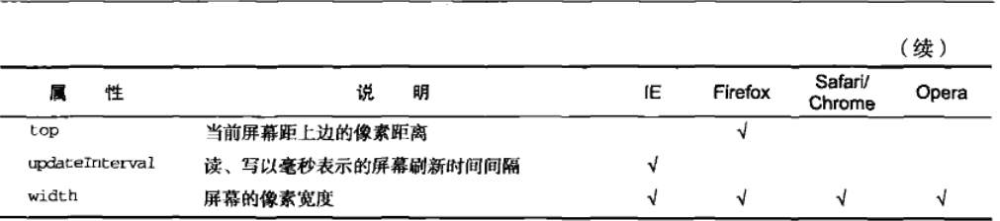 （续）
属 性 说 明 IE Firefox Safari/Chrome Opera
top 当前屏幕距上边的像素距离 √
updateInterval 读、写以毫秒表示的屏幕刷新时间间隔 √
width 屏幕的像素宽度 √ √ √ √